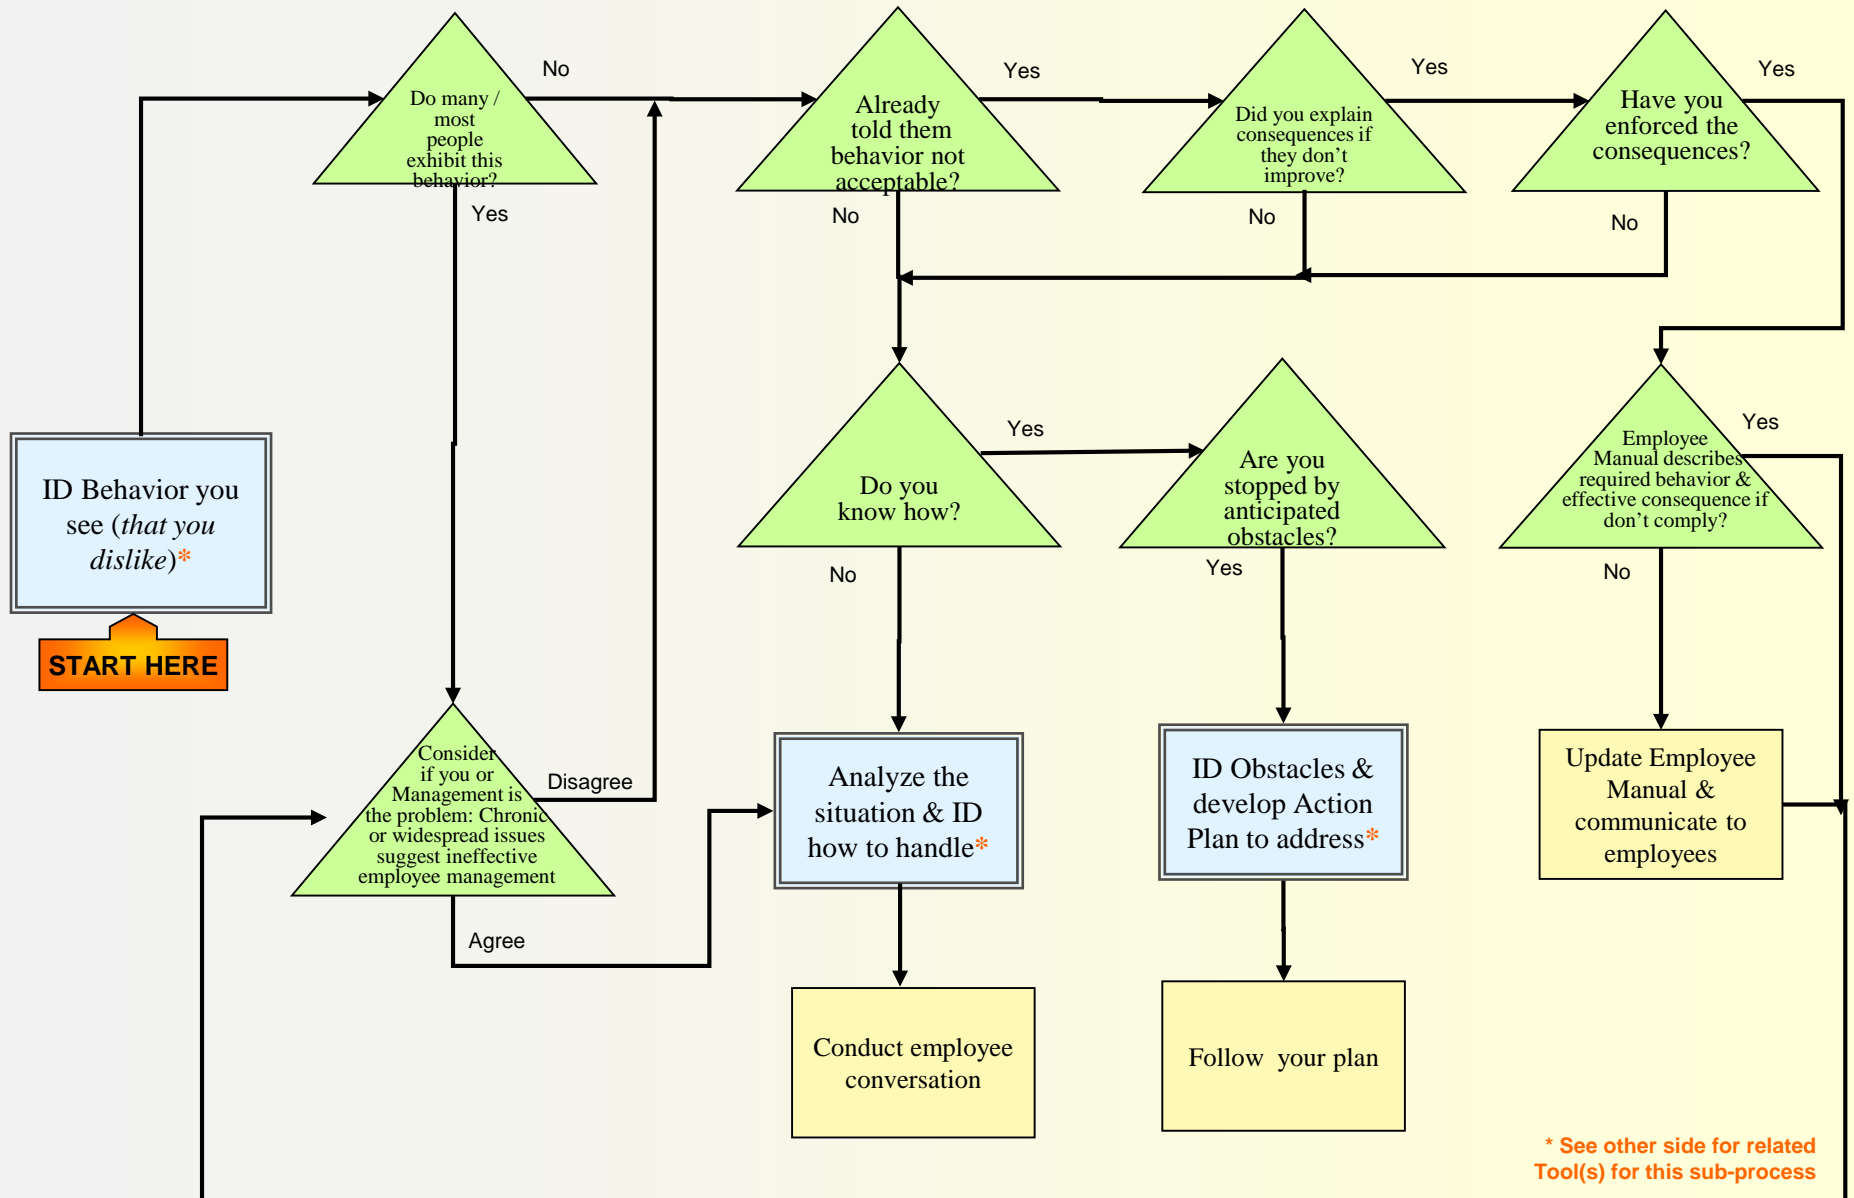 No
Yes
Yes
Yes
Do many /
most
people
exhibit this
behavior?
Already
told them
behavior not
acceptable?
Did you explain
consequences if
they don't
improve?
Have you
enforced the
consequences?
Yes
No
No
No
ID Behavior you
see (that you
dislike)*
START HERE
Yes
Yes
Do you
know how?
Are you
stopped by
anticipated
obstacles?
Employee
Manual describes
required behavior &
effective consequence if
don't comply?
No
Yes
No
Consider
if you or
Management is
the problem: Chronic
or widespread issues
suggest ineffective
employee management
Disagree
Agree
Analyze the
situation & ID
how to handle*
ID Obstacles &
develop Action
Plan to address*
Update Employee
Manual &
communicate to
employees
Conduct employee
conversation
Follow your plan
* See other side for related
Tool(s) for this sub-process